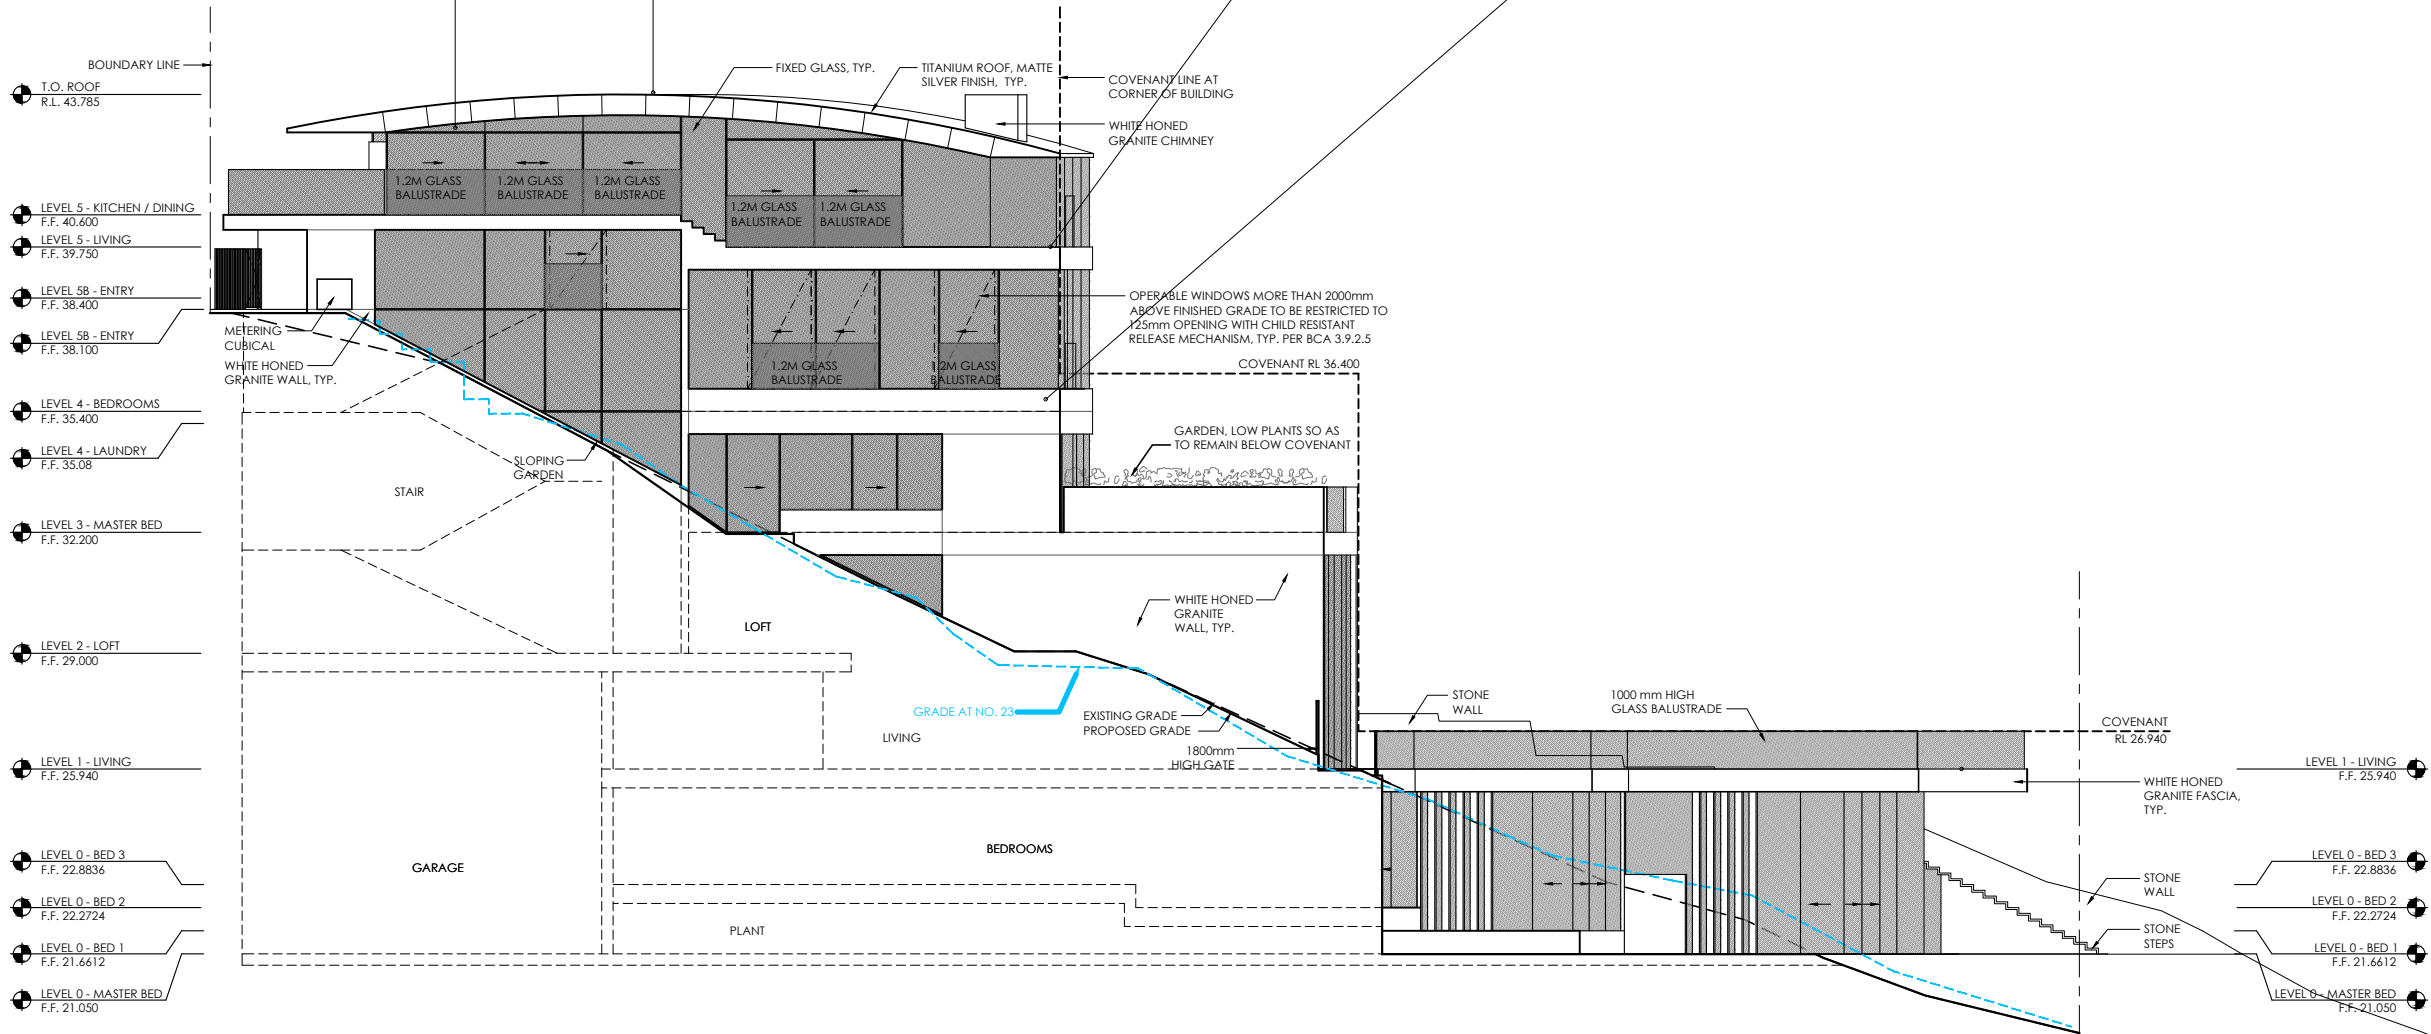 BOUNDARY LINE
T.O. ROOF
R.L. 43.785
LEVEL 5 - KITCHEN / DINING
F.F. 40.600
LEVEL 5 - LIVING
F.F. 39.750
LEVEL 5B - ENTRY
F.F. 38.400
LEVEL 5B - ENTRY
F.F. 38.100
LEVEL 4 - BEDROOMS
F.F. 35.400
LEVEL 4 - LAUNDRY
F.F. 35.08
LEVEL 3 - MASTER BED
F.F. 32.200
LEVEL 2 - LOFT
F.F. 29.000
LEVEL 1 - LIVING
F.F. 25.940
LEVEL 0 - BED 3
F.F. 22.8836
LEVEL 0 - BED 2
F.F. 22.2724
LEVEL 0 - BED 1
F.F. 21.6612
LEVEL 0 - MASTER BED
F.F. 21.050
FIXED GLASS, TYP.
TITANIUM ROOF, MATTE
SILVER FINISH, TYP.
COVENANT LINE AT
CORNER OF BUILDING
WHITE HONED
GRANITE CHIMNEY
1.2M GLASS
BALUSTRADE
1.2M GLASS
BALUSTRADE
1.2M GLASS
BALUSTRADE
1.2M GLASS
BALUSTRADE
1.2M GLASS
BALUSTRADE
METERING
CUBICAL
WHITE HONED
GRANITE WALL, TYP.
OPERABLE WINDOWS MORE THAN 2000mm
ABOVE FINISHED GRADE TO BE RESTRICTED TO
125mm OPENING WITH CHILD RESISTANT
RELEASE MECHANISM, TYP. PER BCA 3.9.2.5
1.2M GLASS
BALUSTRADE
1.2M GLASS
BALUSTRADE
COVENANT RL 36.400
GARDEN, LOW PLANTS SO AS
TO REMAIN BELOW COVENANT
SLOPING
GARDEN
STAIR
WHITE HONED
GRANITE
WALL, TYP.
LOFT
GRADE AT NO. 23
EXISTING GRADE
PROPOSED GRADE
LIVING
1800mm
HIGH GATE
STONE
WALL
1000 mm HIGH
GLASS BALUSTRADE
COVENANT
RL 26.940
BEDROOMS
GARAGE
PLANT
WHITE HONED
GRANITE FASCIA,
TYP.
STONE
WALL
STONE
STEPS
LEVEL 1 - LIVING
F.F. 25.940
LEVEL 0 - BED 3
F.F. 22.8836
LEVEL 0 - BED 2
F.F. 22.2724
LEVEL 0 - BED 1
F.F. 21.6612
LEVEL 0 - MASTER BED
F.F. 21.050